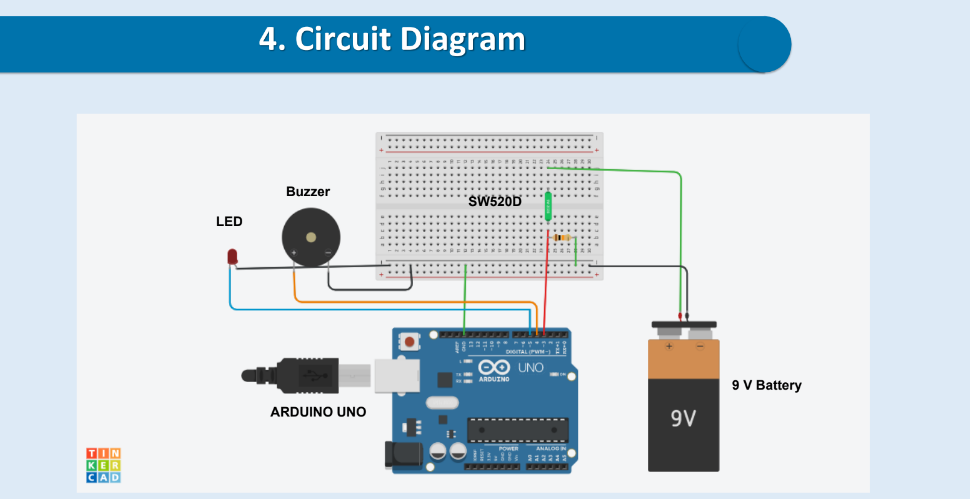 4. Circuit Diagram
Buzzer
SW520D
LED
DIGITAL (PWM~)
UNO
ARDUINO
9 V Battery
ARDUINO UNO
9V
POWER
ANALOG IN
TIN
KER
CAD